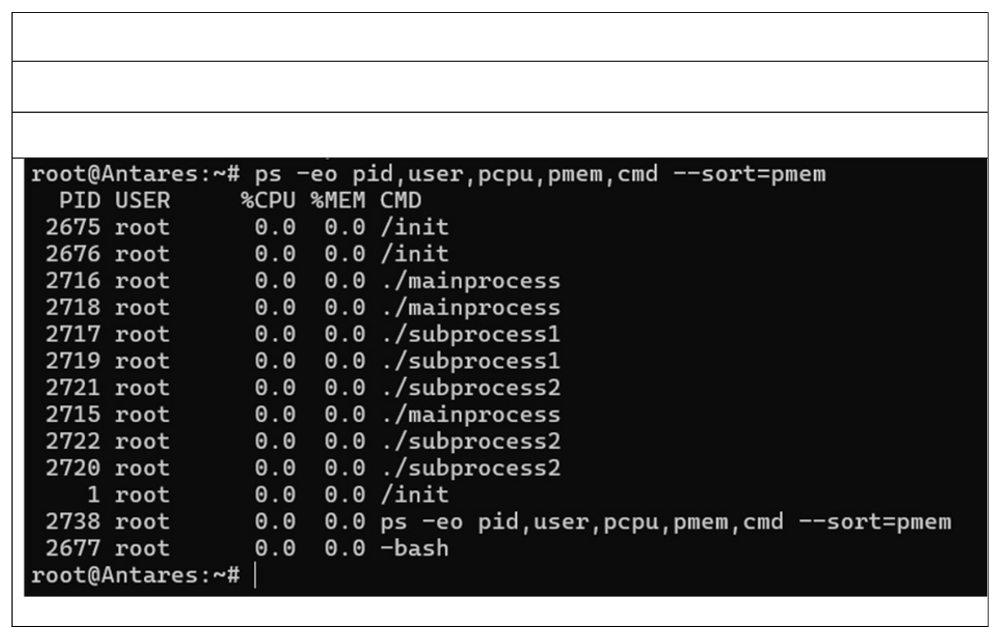 root@Antares:~# ps -eo pid,user,pcpu,pmem,cmd --sort=pmem
PID USER %CPU %MEM CMD
2675 root 0.0 0.0 /init
2676 root 0.0 0.0 /init
2716 root 0.0 0.0 ./mainprocess
2718 root 0.0 0.0 ./mainprocess
2717 root 0.0 0.0 ./subprocess1
2719 root 0.0 0.0 ./subprocess1
2721 root 0.0 0.0 ./subprocess2
2715 root 0.0 0.0 ./mainprocess
2722 root 0.0 0.0 ./subprocess2
2720 root 0.0 0.0 ./subprocess2
1 root 0.0 0.0 /init
2738 root 0.0 0.0 ps -eo pid,user,pcpu,pmem,cmd --sort=pmem
2677 root 0.0 0.0 -bash
root@Antares:~#